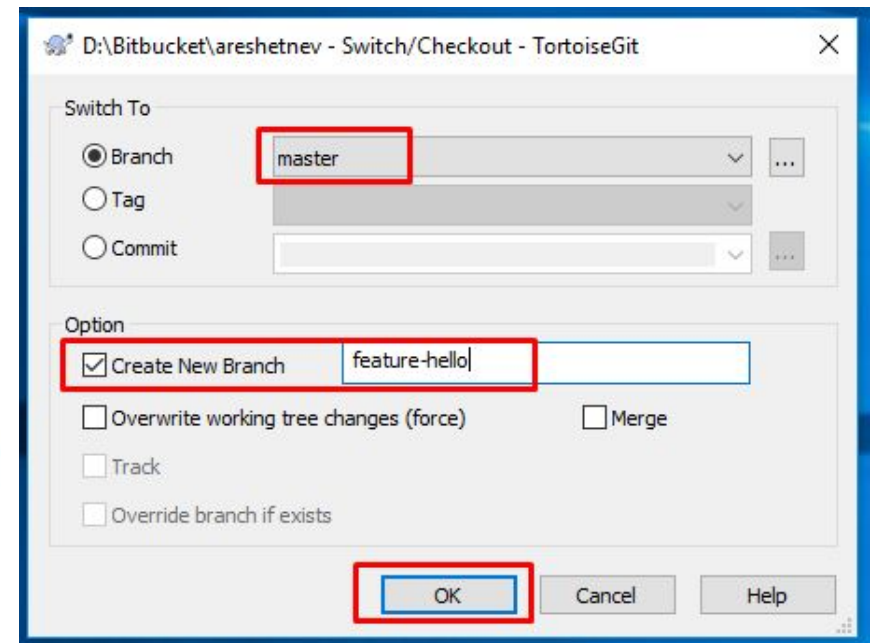 D:\Bitbucket\areshetnev - Switch/Checkout - TortoiseGit
Switch To
Branch master ...
Tag
Commit ...
Option
Create New Branch feature-hello
Overwrite working tree changes (force) Merge
Track
Override branch if exists
OK Cancel Help